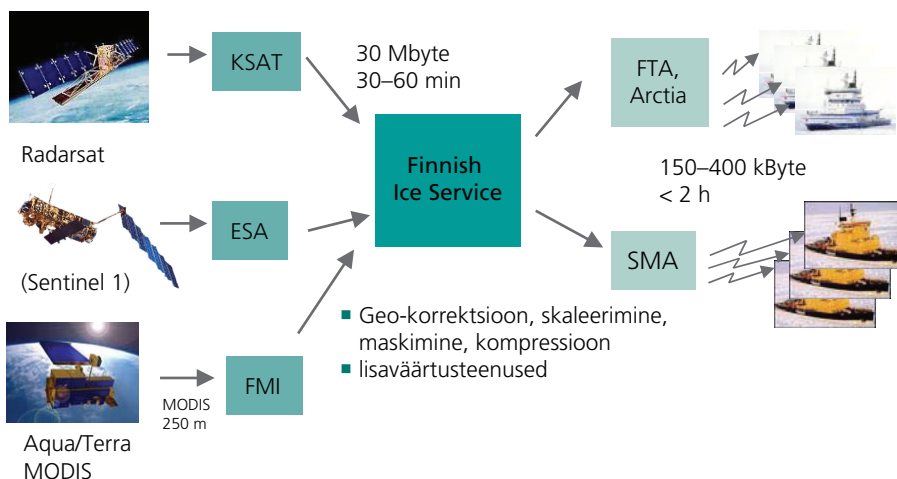 KSAT
30 Mbyte
30–60 min
FTA,
Arctia
Radarsat
Finnish
Ice Service
150–400 kByte
< 2 h
ESA
SMA
(Sentinel 1)
Geo-korrektsioon, skaleerimine,
maskimine, kompressioon
lisaväärtusteenused
FMI
MODIS
250 m
Aqua/Terra
MODIS